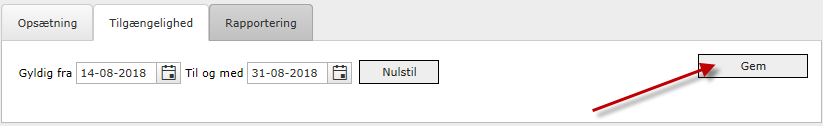 Opsætning Tilgængelighed Rapportering
Gyldig fra 14-08-2018 Til og med 31-08-2018 Nulstil Gem